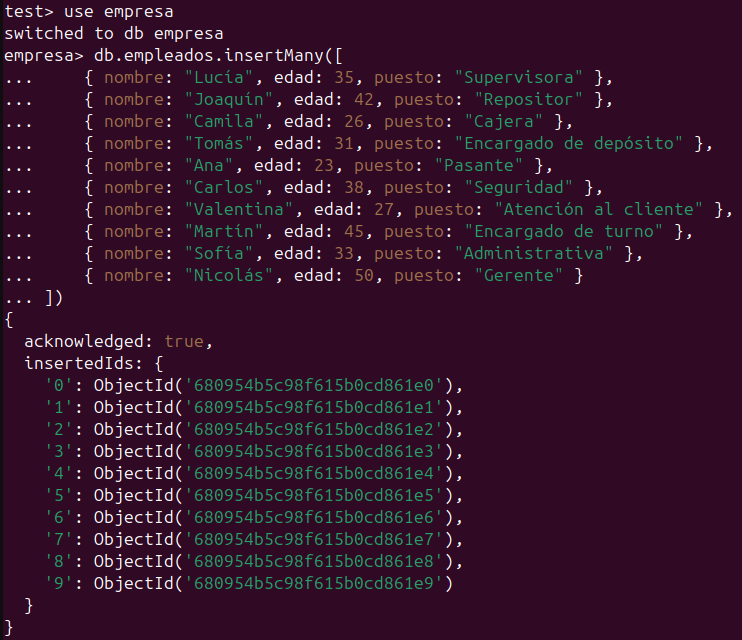 test> use empresa
switched to db empresa
empresa> db.empleados.insertMany([
...     { nombre: "Lucía", edad: 35, puesto: "Supervisora" },
...     { nombre: "Joaquín", edad: 42, puesto: "Repositor" },
...     { nombre: "Camila", edad: 26, puesto: "Cajera" },
...     { nombre: "Tomás", edad: 31, puesto: "Encargado de depósito" },
...     { nombre: "Ana", edad: 23, puesto: "Pasante" },
...     { nombre: "Carlos", edad: 38, puesto: "Seguridad" },
...     { nombre: "Valentina", edad: 27, puesto: "Atención al cliente" },
...     { nombre: "Martín", edad: 45, puesto: "Encargado de turno" },
...     { nombre: "Sofía", edad: 33, puesto: "Administrativa" },
...     { nombre: "Nicolás", edad: 50, puesto: "Gerente" }
... ])
{
  acknowledged: true,
  insertedIds: {
    '0': ObjectId('680954b5c98f615b0cd861e0'),
    '1': ObjectId('680954b5c98f615b0cd861e1'),
    '2': ObjectId('680954b5c98f615b0cd861e2'),
    '3': ObjectId('680954b5c98f615b0cd861e3'),
    '4': ObjectId('680954b5c98f615b0cd861e4'),
    '5': ObjectId('680954b5c98f615b0cd861e5'),
    '6': ObjectId('680954b5c98f615b0cd861e6'),
    '7': ObjectId('680954b5c98f615b0cd861e7'),
    '8': ObjectId('680954b5c98f615b0cd861e8'),
    '9': ObjectId('680954b5c98f615b0cd861e9')
  }
}